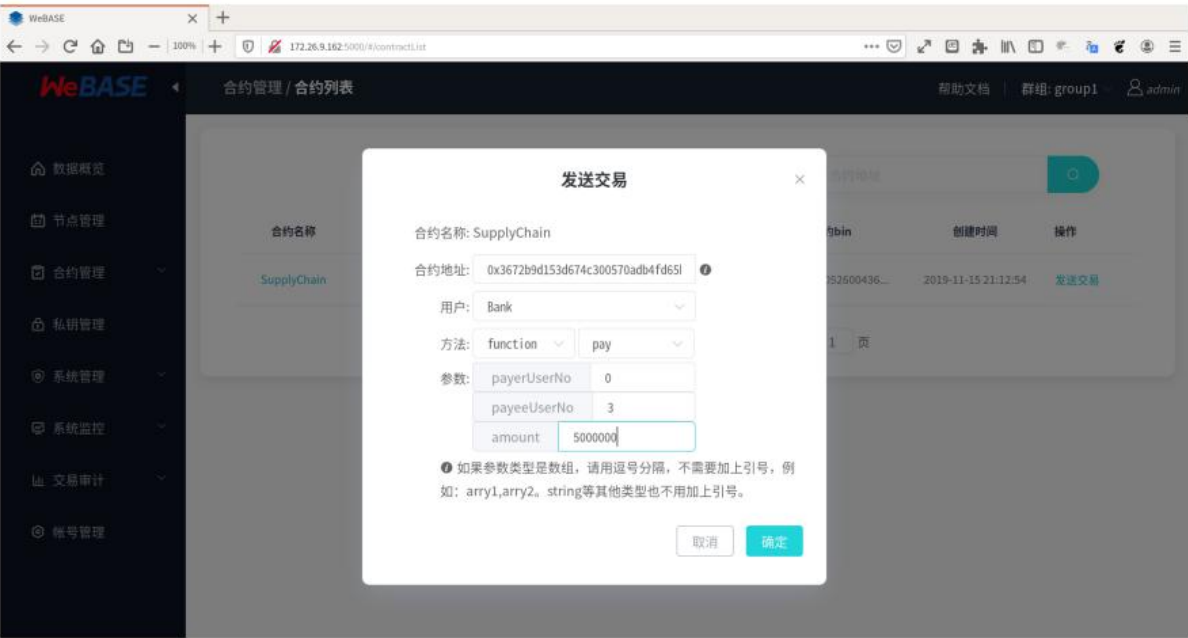 WeBASE
100%
172.26.9.162:5000/#/contractList
WeBASE
合约管理 / 合约列表
帮助文档
群组: group1
admin
数据概览
节点管理
合约管理
私钥管理
系统管理
系统监控
交易审计
帐号管理
合约名称
bin
创建时间
操作
SupplyChain
052600436...
2019-11-15 21:12:54
发送交易
1 页
发送交易
合约名称: SupplyChain
合约地址: 0x3672b9d153d674c300570adb4fd65
用户: Bank
方法: function pay
参数: payerUserNo 0
payeeUserNo 3
amount 5000000
如果参数类型是数组，请用逗号分隔，不需要加上引号，例
如：arry1,arry2。string等其他类型也不用加上引号。
取消
确定